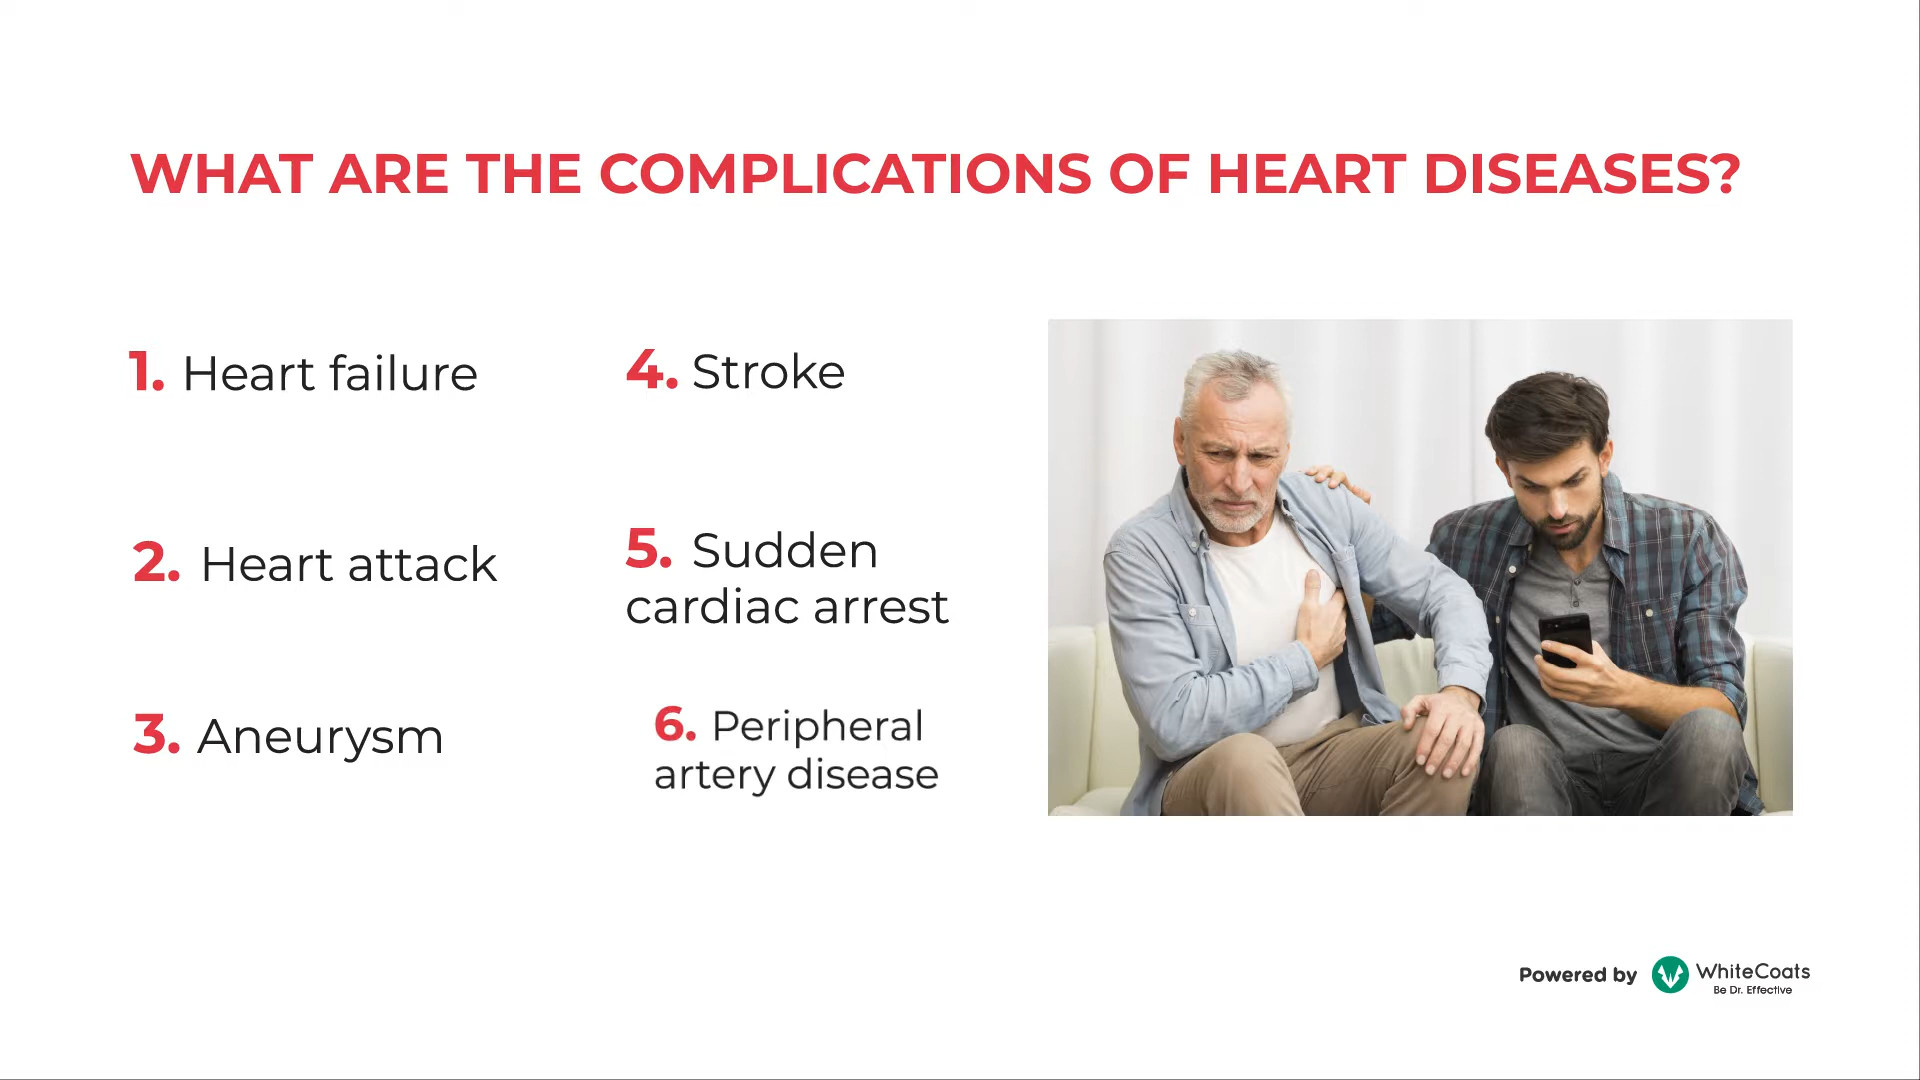 WHAT ARE THE COMPLICATIONS OF HEART DISEASES?
1. Heart failure
2. Heart attack
3. Aneurysm
4. Stroke
5. Sudden
cardiac arrest
6. Peripheral
artery disease
Powered by WhiteCoats
Be Dr. Effective